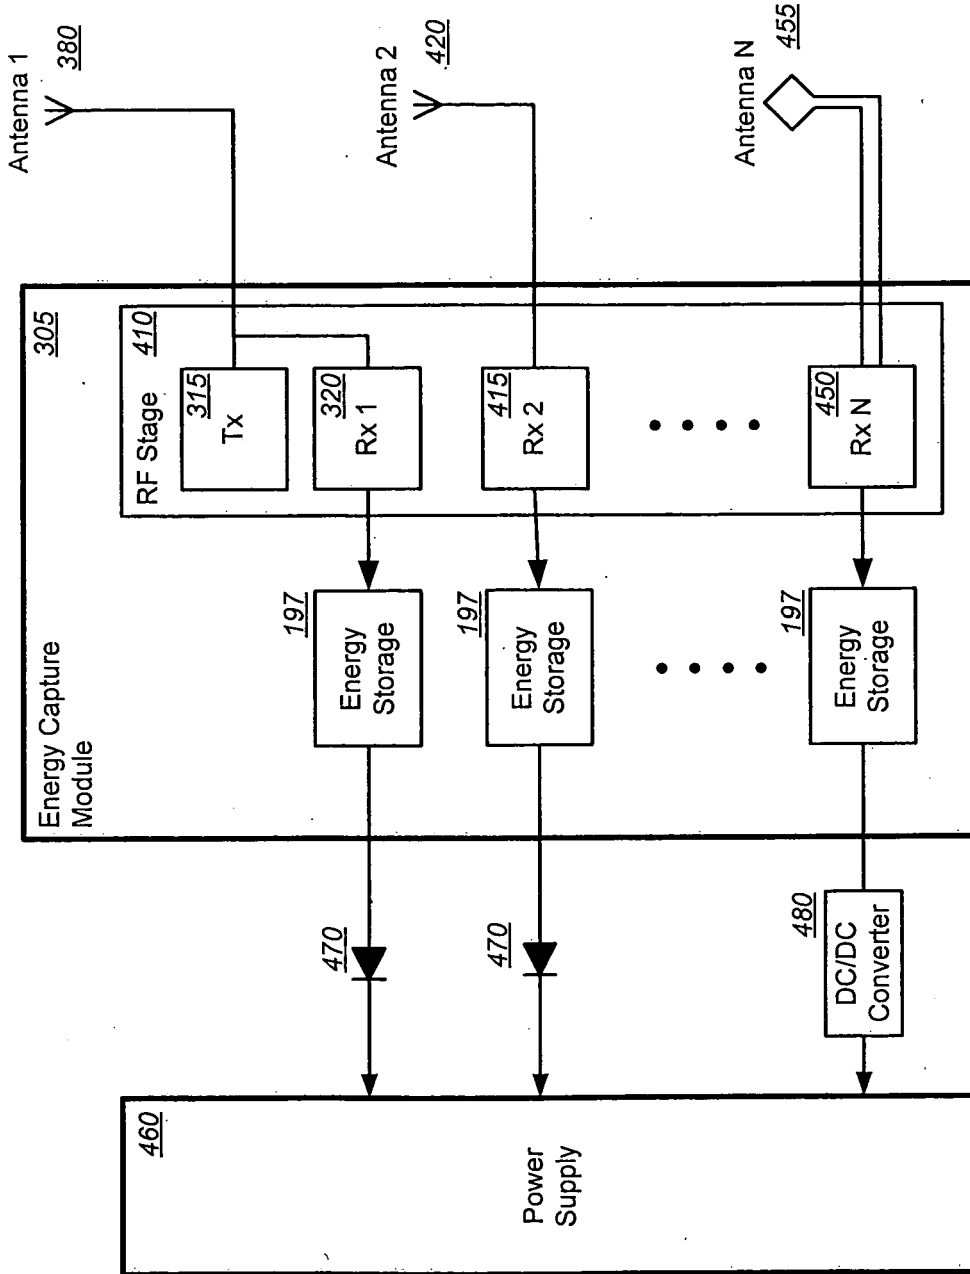 Antenna 1
380
Antenna 2
420
Antenna N
455
305
410
RF Stage
315
Tx
320
Rx 1
415
Rx 2
450
Rx N
Energy Capture
Module
197
Energy
Storage
197
Energy
Storage
197
Energy
Storage
470
470
480
DC/DC
Converter
460
Power
Supply